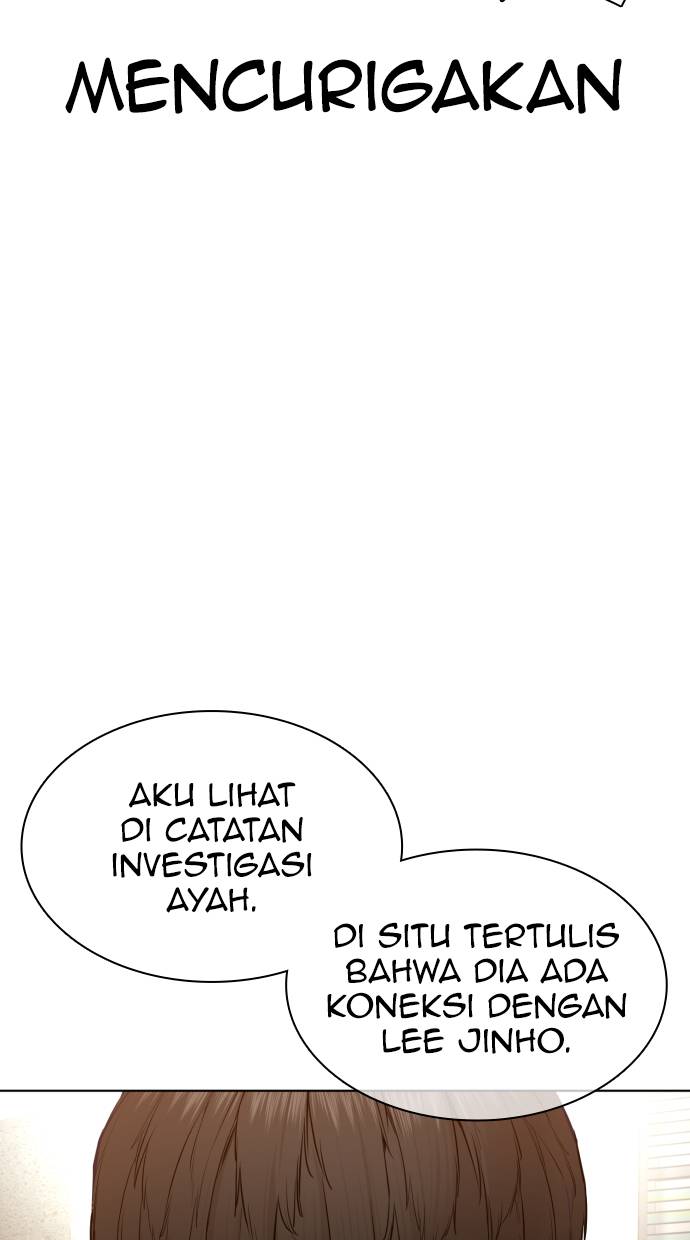 MENCURIGAKAN
AKU LIHAT
DI CATATAN
INVESTIGASI
AYAH.
DI SITU TERTULIS
BAHWA DIA ADA
KONEKSI DENGAN
LEE JINHO.